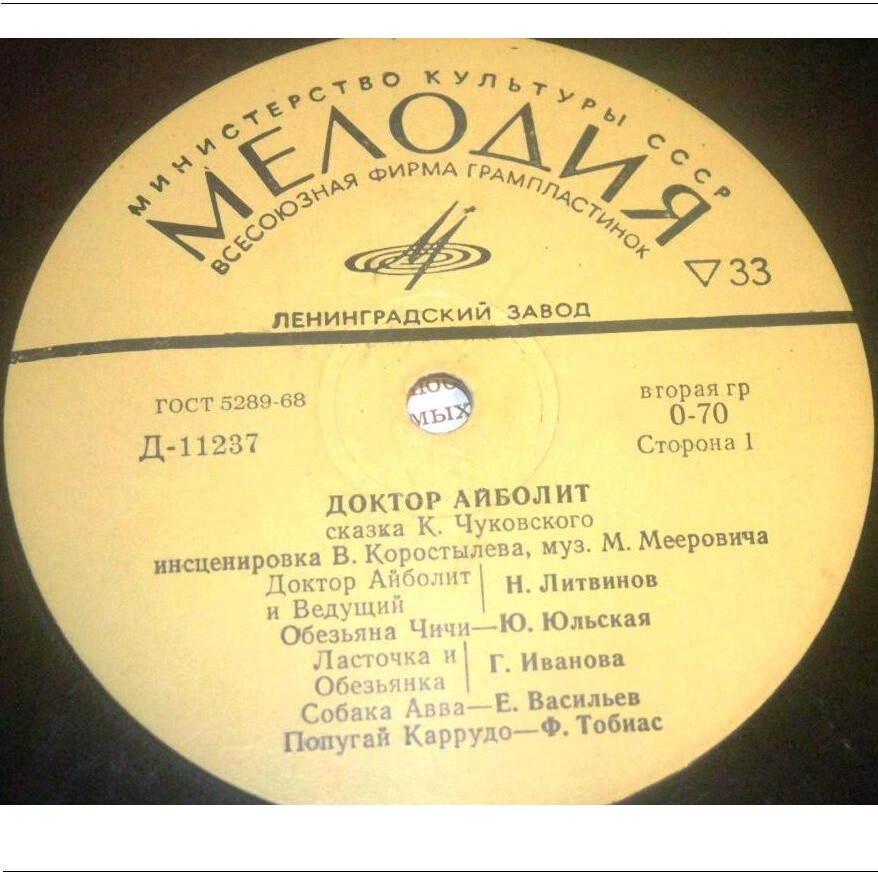 МИНИСТЕРСТВО КУЛЬТУРЫ СССР
МЕЛОДИЯ
ВСЕСОЮЗНАЯ ФИРМА ГРАМПЛАСТИНОК
33
ЛЕНИНГРАДСКИЙ ЗАВОД
ГОСТ 5289-68
Д-11237
вторая гр
0-70
Сторона 1
ДОКТОР АЙБОЛИТ
сказка К. Чуковского
инсценировка В. Коростылева, муз. М. Мееровича
Доктор Айболит
и Ведущий | Н. Литвинов
Обезьяна Чичи—Ю. Юльская
Ласточка и
Обезьянка | Г. Иванова
Собака Авва—Е. Васильев
Попугай Каррудо—Ф. Тобиас